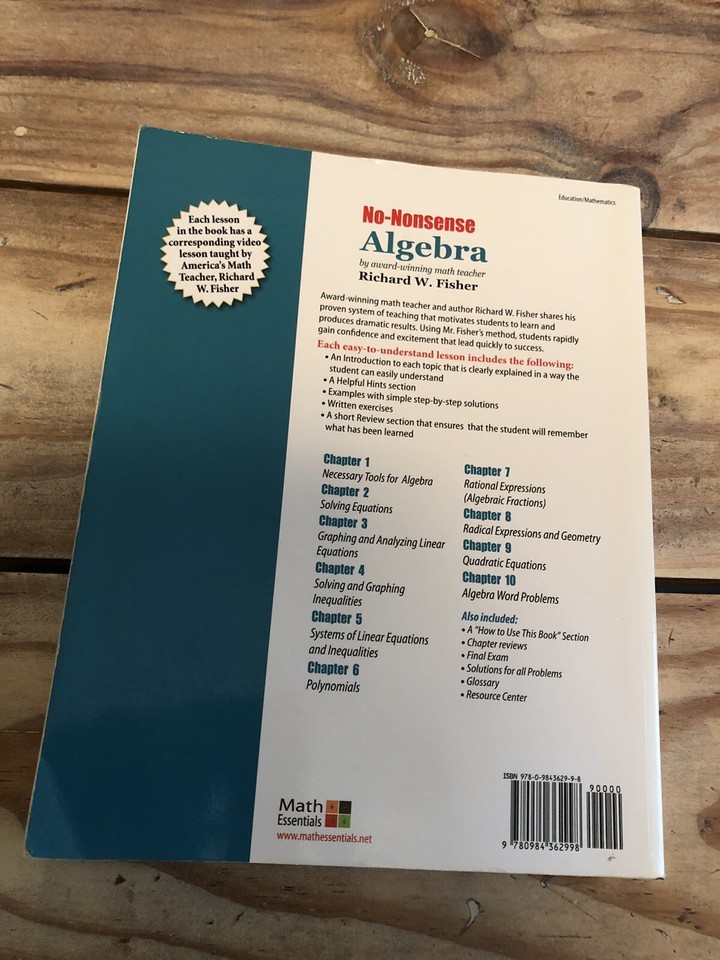 Education/Mathematics
Each lesson
in the book has a
corresponding video
lesson taught by
America's Math
Teacher, Richard
W. Fisher
No-Nonsense
Algebra
by award-winning math teacher
Richard W. Fisher
Award-winning math teacher and author Richard W. Fisher shares his
proven system of teaching that motivates students to learn and
produces dramatic results. Using Mr. Fisher's method, students rapidly
gain confidence and excitement that lead quickly to success.
Each easy-to-understand lesson includes the following:
• An Introduction to each topic that is clearly explained in a way the
student can easily understand
• A Helpful Hints section
• Examples with simple step-by-step solutions
• Written exercises
• A short Review section that ensures that the student will remember
what has been learned
Chapter 1
Necessary Tools for Algebra
Chapter 2
Solving Equations
Chapter 3
Graphing and Analyzing Linear
Equations
Chapter 4
Solving and Graphing
Inequalities
Chapter 5
Systems of Linear Equations
and Inequalities
Chapter 6
Polynomials
Chapter 7
Rational Expressions
(Algebraic Fractions)
Chapter 8
Radical Expressions and Geometry
Chapter 9
Quadratic Equations
Chapter 10
Algebra Word Problems
Also included:
• A "How to Use This Book" Section
• Chapter reviews
• Final Exam
• Solutions for all Problems
• Glossary
• Resource Center
Math
Essentials
www.mathessentials.net
ISBN 978-0-9843629-9-8
90000
9 780984 362998